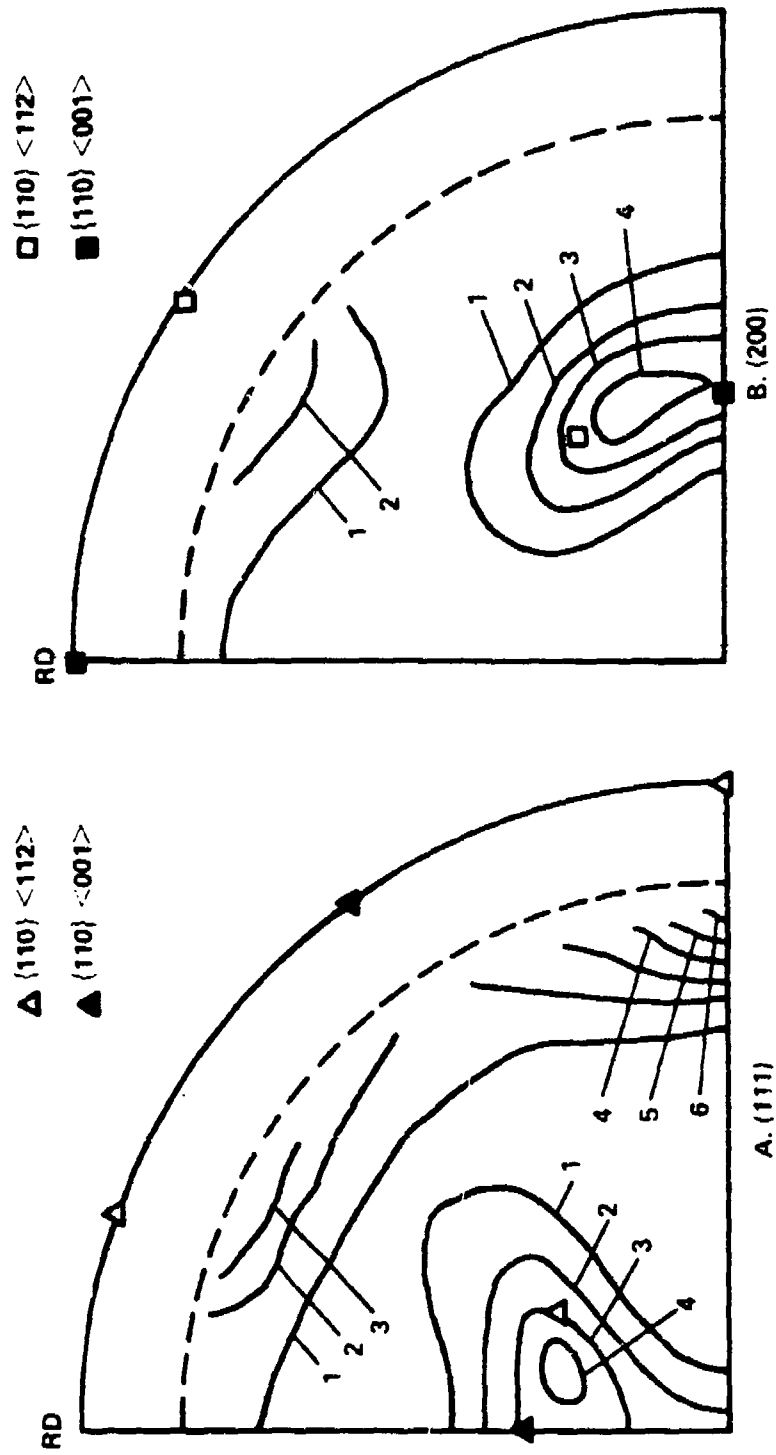 RD
△ {110} <112>
▲ {110} <001>
1
2
3
4
5
6
1
2
3
4
A. (111)
RD
□ {110} <112>
■ {110} <001>
1
2
1
2
3
4
B. (200)